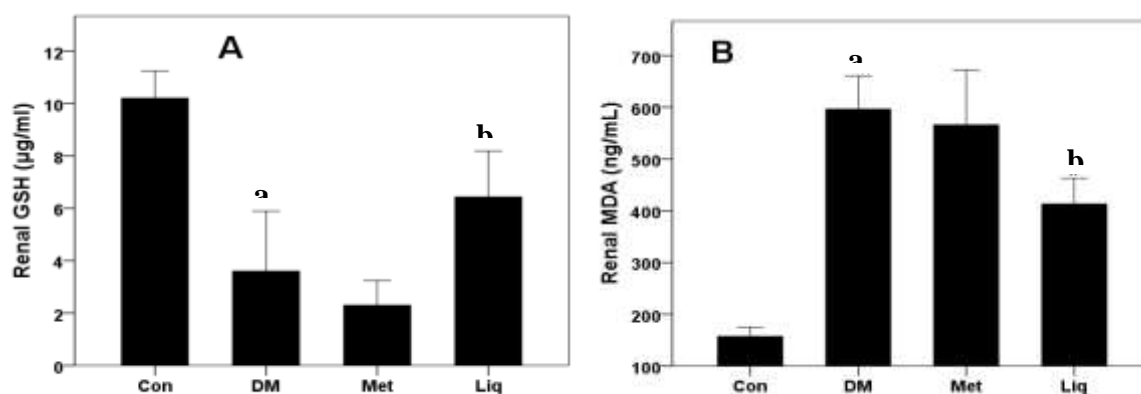 A
Renal GSH (µg/ml)
12
10
8
6
4
2
0
a
b
Con DM Met Liq
B
Renal MDA (ng/mL)
700
600
500
400
300
200
100
a
b
Con DM Met Liq